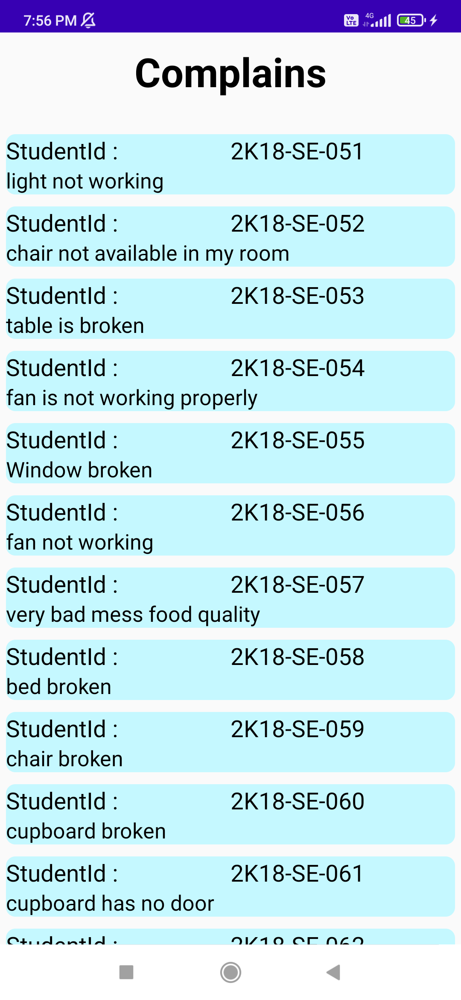 7:56 PM
Vo LTE 4G 45
Complains
StudentId : 2K18-SE-051
light not working
StudentId : 2K18-SE-052
chair not available in my room
StudentId : 2K18-SE-053
table is broken
StudentId : 2K18-SE-054
fan is not working properly
StudentId : 2K18-SE-055
Window broken
StudentId : 2K18-SE-056
fan not working
StudentId : 2K18-SE-057
very bad mess food quality
StudentId : 2K18-SE-058
bed broken
StudentId : 2K18-SE-059
chair broken
StudentId : 2K18-SE-060
cupboard broken
StudentId : 2K18-SE-061
cupboard has no door
StudentId : 2K18-SE-062